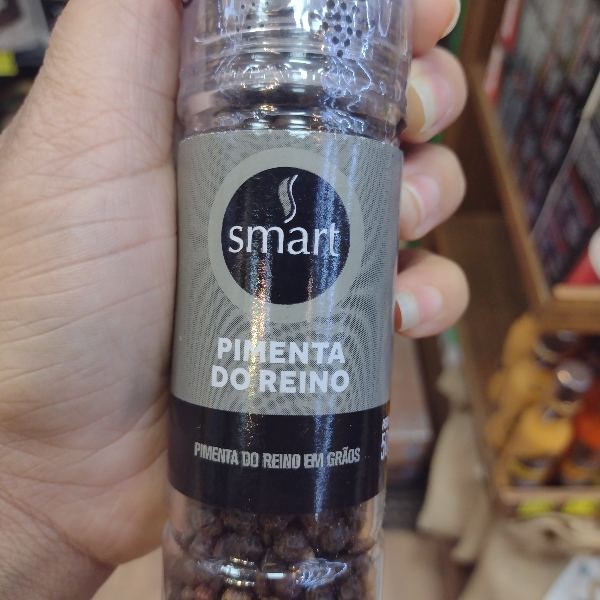 smart
PIMENTA
DO REINO
PIMENTA DO REINO EM GRÃOS